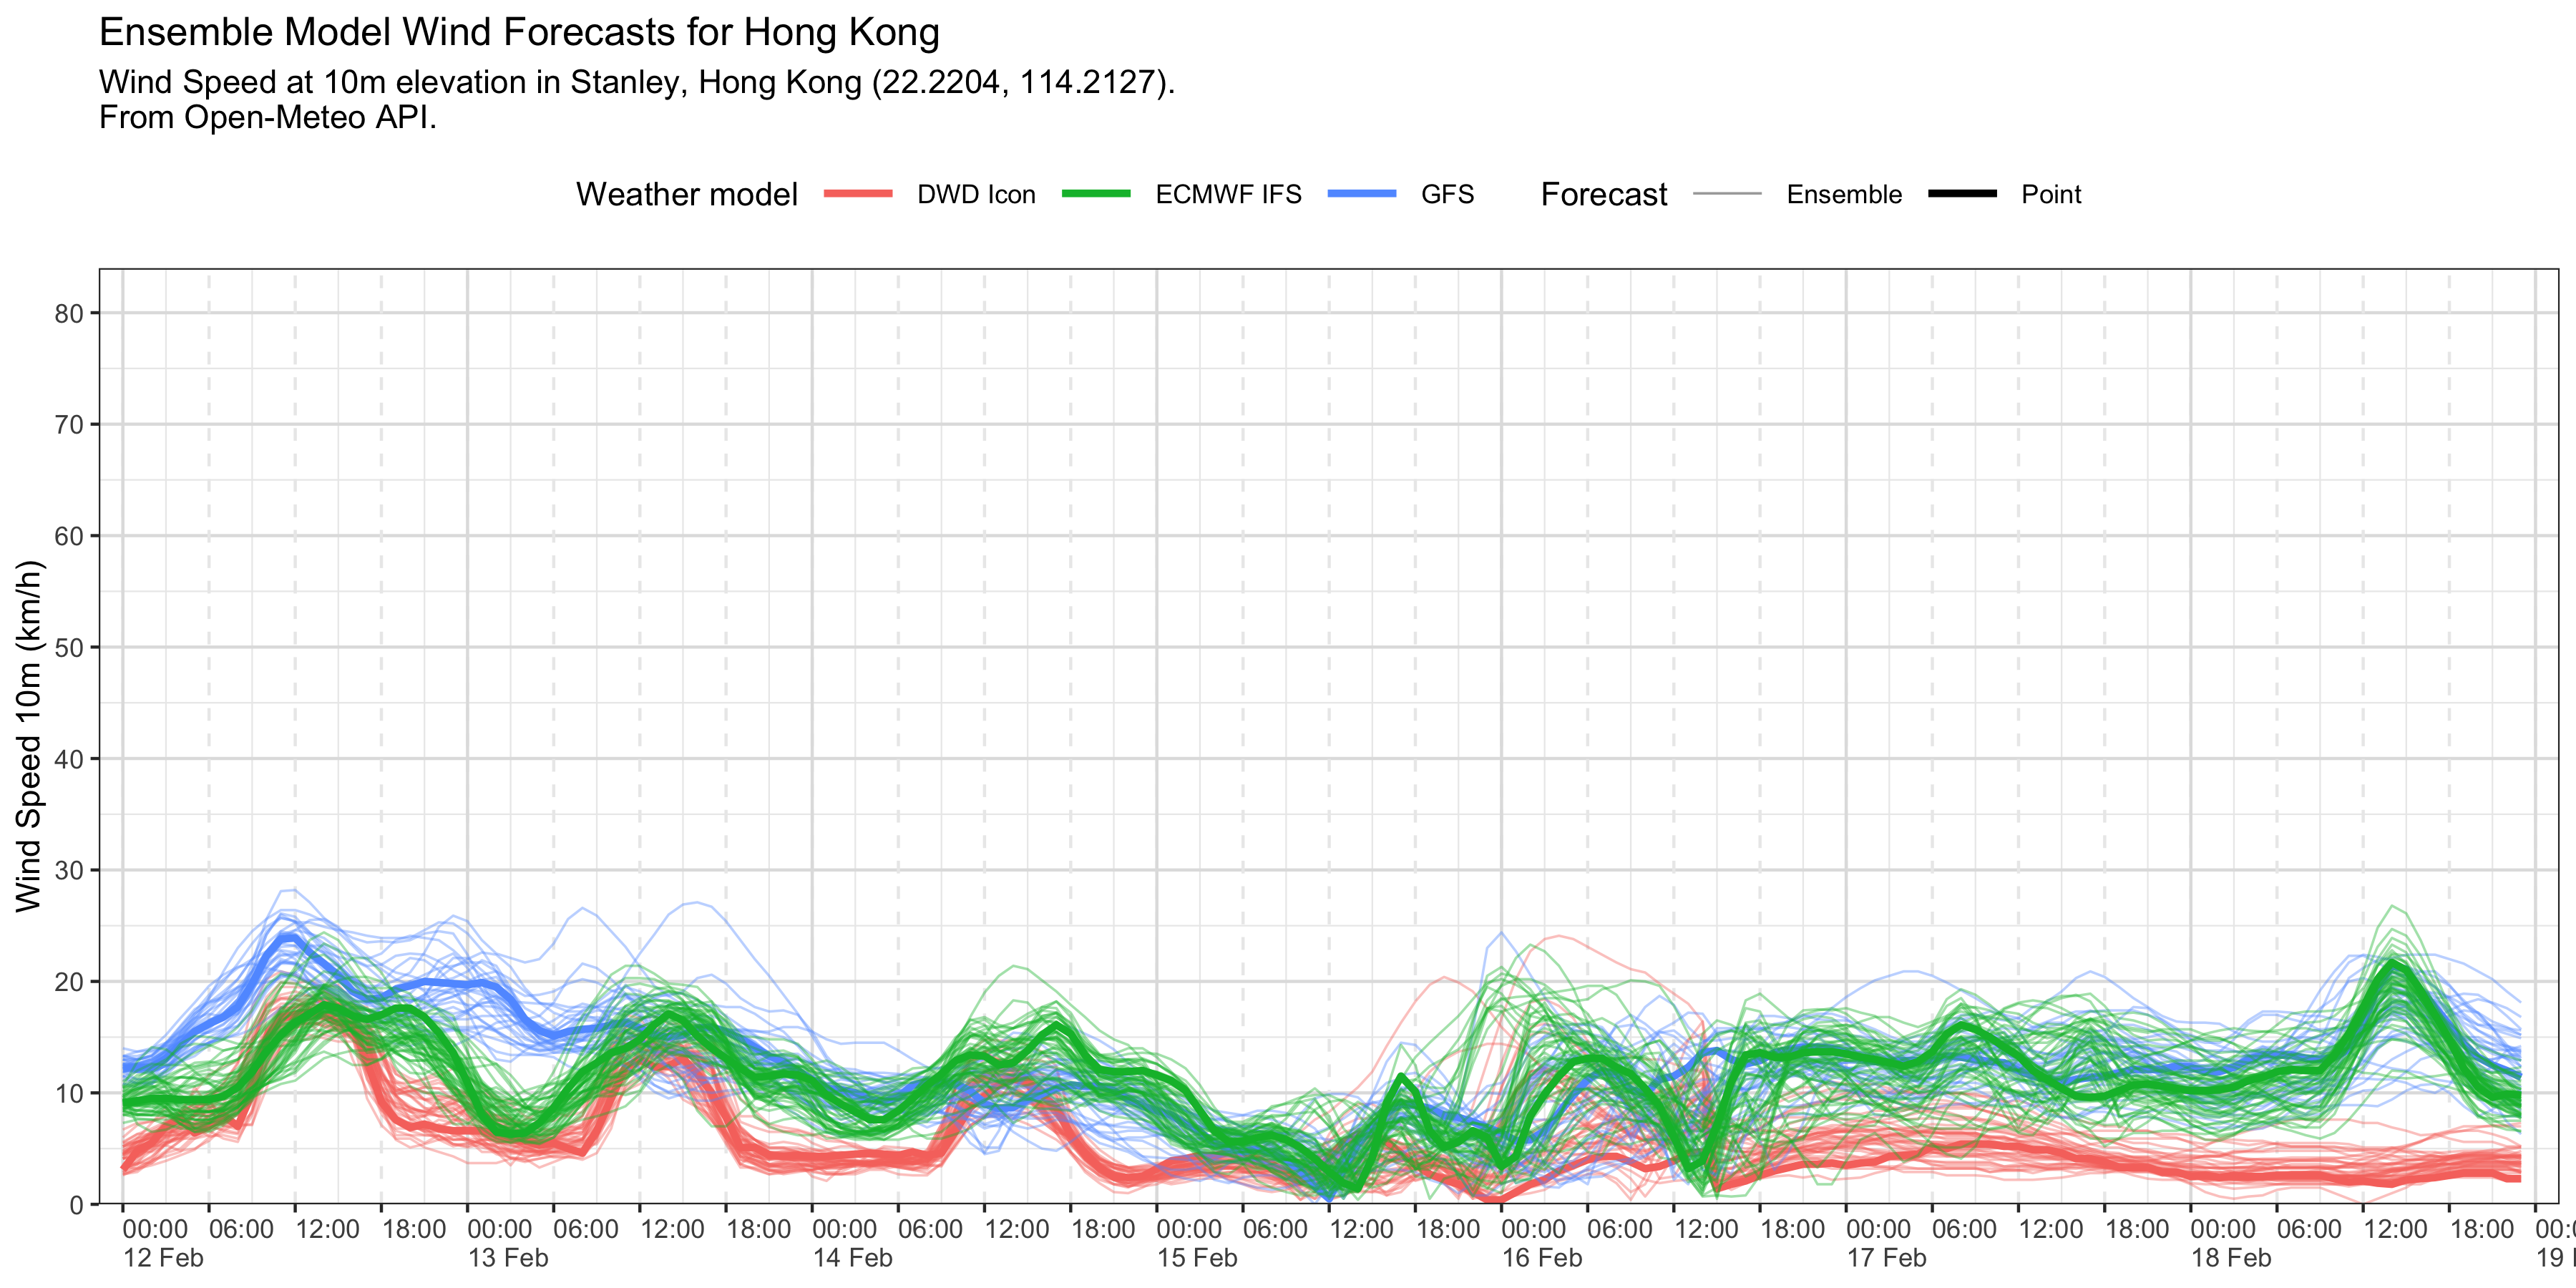 Ensemble Model Wind Forecasts for Hong Kong
Wind Speed at 10m elevation in Stanley, Hong Kong (22.2204, 114.2127).
From Open-Meteo API.
Weather model DWD Icon ECMWF IFS GFS Forecast Ensemble Point
Wind Speed 10m (km/h)
80
70
60
50
40
30
20
10
0
00:00 06:00 12:00 18:00 00:00 06:00 12:00 18:00 00:00 06:00 12:00 18:00 00:00 06:00 12:00 18:00 00:00 06:00 12:00 18:00 00:00 06:00 12:00 18:00 00:00 06:00 12:00 18:00
12 Feb 13 Feb 14 Feb 15 Feb 16 Feb 17 Feb 18 Feb 19